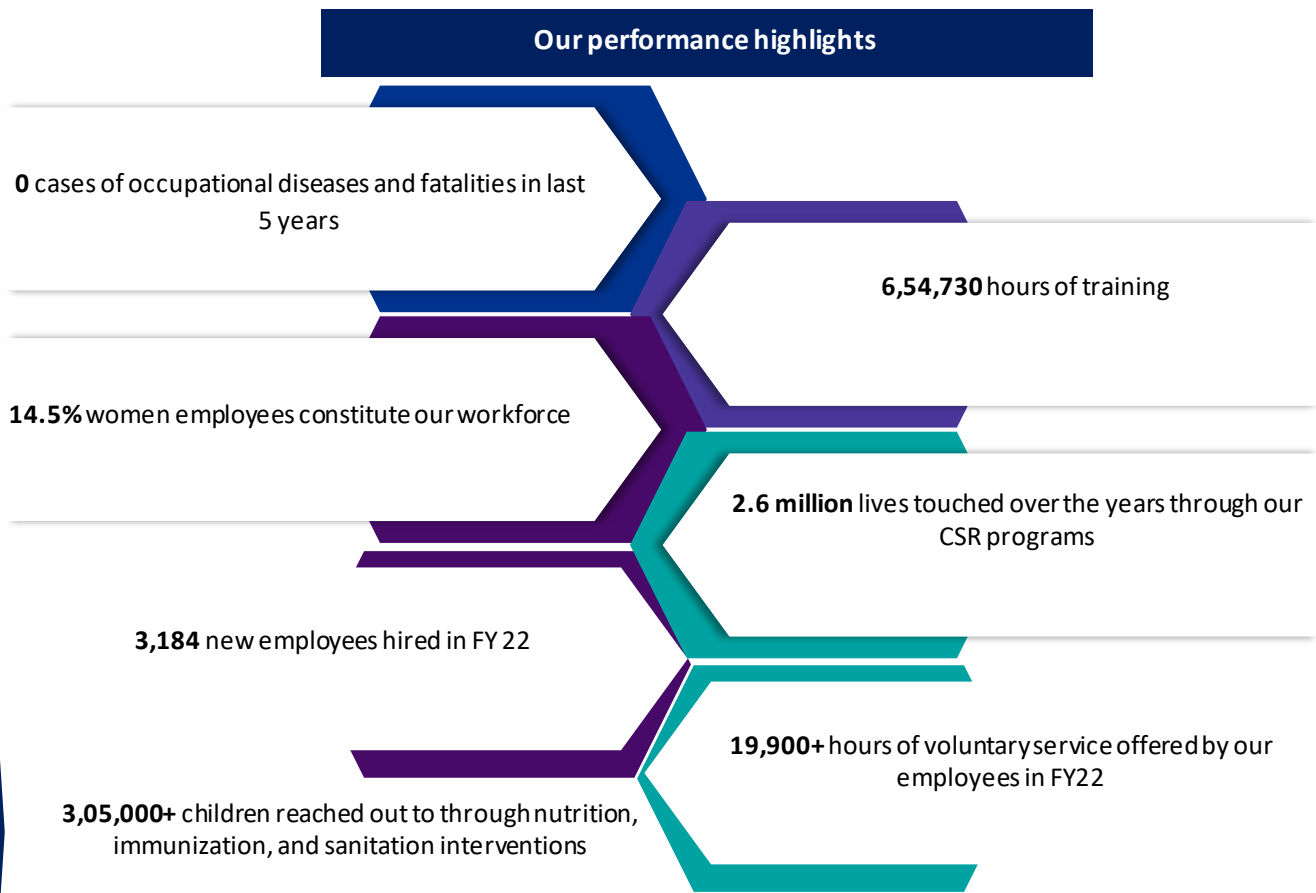 Our performance highlights
0 cases of occupational diseases and fatalities in last
5 years
6,54,730 hours of training
14.5% women employees constitute our workforce
2.6 million lives touched over the years through our
CSR programs
3,184 new employees hired in FY 22
19,900+ hours of voluntary service offered by our
employees in FY22
3,05,000+ children reached out to through nutrition,
immunization, and sanitation interventions